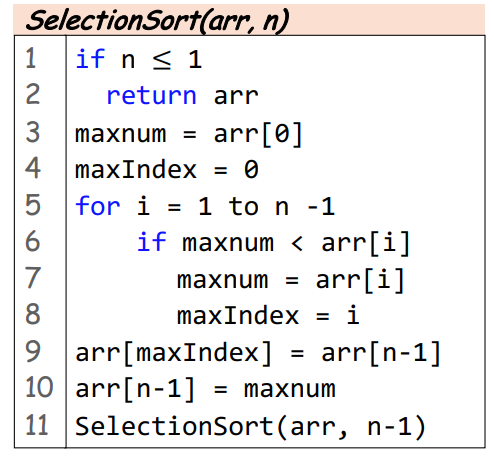 SelectionSort(arr, n)
1 if n ≤ 1
2 return arr
3 maxnum = arr[0]
4 maxIndex = 0
5 for i = 1 to n -1
6 if maxnum < arr[i]
7 maxnum = arr[i]
8 maxIndex = i
9 arr[maxIndex] = arr[n-1]
10 arr[n-1] = maxnum
11 SelectionSort(arr, n-1)